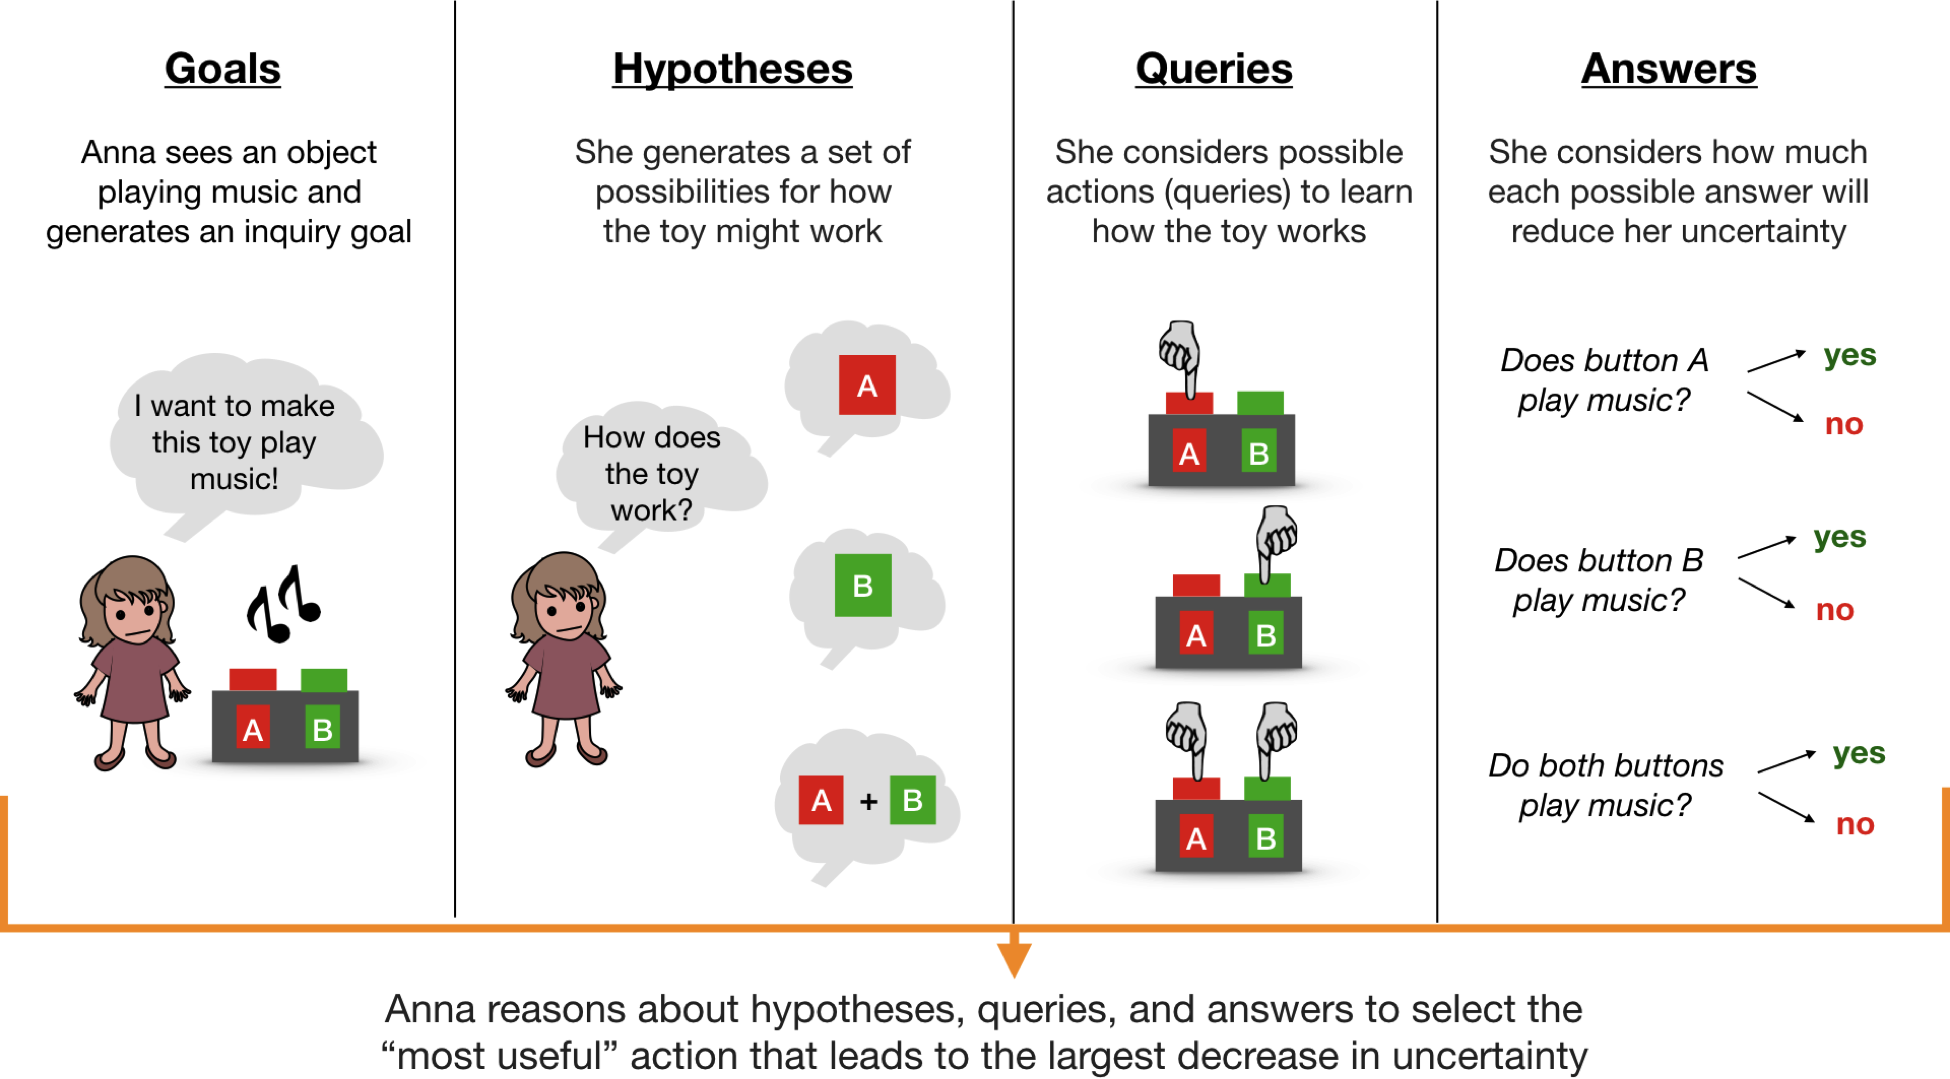 Goals
Anna sees an object
playing music and
generates an inquiry goal
I want to make
this toy play
music!
A B
Hypotheses
She generates a set of
possibilities for how
the toy might work
How does
the toy
work?
A
B
A + B
Queries
She considers possible
actions (queries) to learn
how the toy works
A B
A B
A B
Answers
She considers how much
each possible answer will
reduce her uncertainty
Does button A
play music?
yes
no
Does button B
play music?
yes
no
Do both buttons
play music?
yes
no
Anna reasons about hypotheses, queries, and answers to select the
“most useful” action that leads to the largest decrease in uncertainty